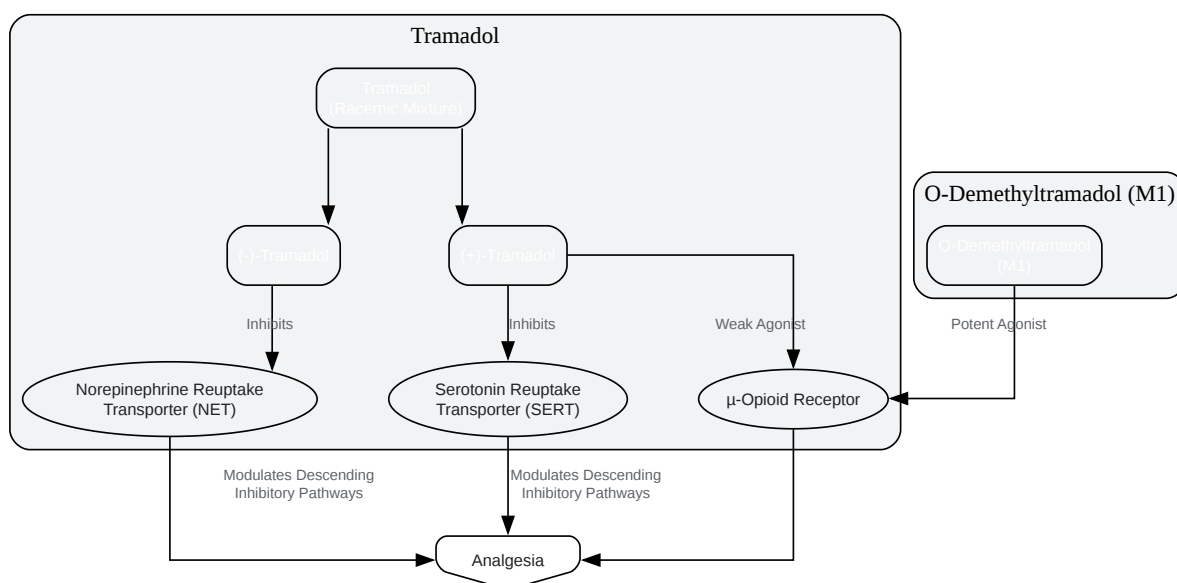 Tramadol
Tramadol
(Racemic Mixture)
O-Demethyltramadol (M1)
(-)-Tramadol
(+)-Tramadol
O-Demethyltramadol
(M1)
Inhibits
Inhibits
Weak Agonist
Potent Agonist
Norepinephrine Reuptake
Transporter (NET)
Serotonin Reuptake
Transporter (SERT)
µ-Opioid Receptor
Modulates Descending
Inhibitory Pathways
Modulates Descending
Inhibitory Pathways
Analgesia